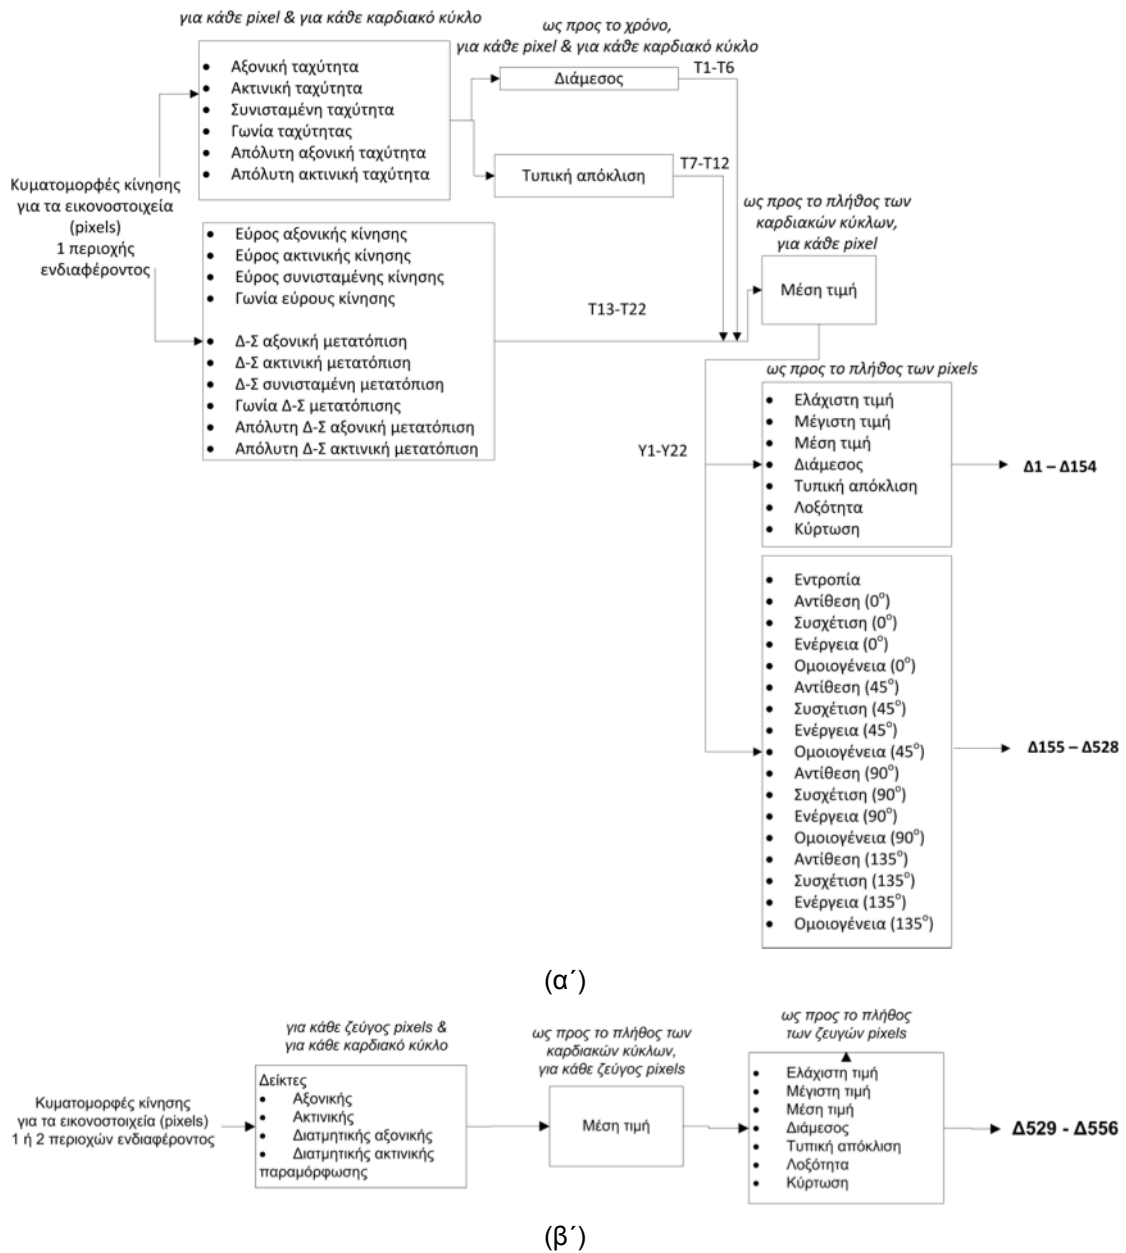 για κάθε pixel & για κάθε καρδιακό κύκλο
Αξονική ταχύτητα
Ακτινική ταχύτητα
Συνισταμένη ταχύτητα
Γωνία ταχύτητας
Απόλυτη αξονική ταχύτητα
Απόλυτη ακτινική ταχύτητα
ως προς το χρόνο,
για κάθε pixel & για κάθε καρδιακό κύκλο
Διάμεσος
T1-T6
Τυπική απόκλιση
T7-T12
Κυματομορφές κίνησης
για τα εικονοστοιχεία
(pixels)
1 περιοχής
ενδιαφέροντος
Εύρος αξονικής κίνησης
Εύρος ακτινικής κίνησης
Εύρος συνισταμένης κίνησης
Γωνία εύρους κίνησης
Δ-Σ αξονική μετατόπιση
Δ-Σ ακτινική μετατόπιση
Δ-Σ συνισταμένη μετατόπιση
Γωνία Δ-Σ μετατόπισης
Απόλυτη Δ-Σ αξονική μετατόπιση
Απόλυτη Δ-Σ ακτινική μετατόπιση
T13-T22
ως προς το πλήθος των
καρδιακών κύκλων,
για κάθε pixel
Μέση τιμή
Y1-Y22
ως προς το πλήθος των pixels
Ελάχιστη τιμή
Μέγιστη τιμή
Μέση τιμή
Διάμεσος
Τυπική απόκλιση
Λοξότητα
Κύρτωση
Δ1 – Δ154
Εντροπία
Αντίθεση (0°)
Συσχέτιση (0°)
Ενέργεια (0°)
Ομοιογένεια (0°)
Αντίθεση (45°)
Συσχέτιση (45°)
Ενέργεια (45°)
Ομοιογένεια (45°)
Αντίθεση (90°)
Συσχέτιση (90°)
Ενέργεια (90°)
Ομοιογένεια (90°)
Αντίθεση (135°)
Συσχέτιση (135°)
Ενέργεια (135°)
Ομοιογένεια (135°)
Δ155 – Δ528
(α΄)
για κάθε ζεύγος pixels &
για κάθε καρδιακό κύκλο
Κυματομορφές κίνησης
για τα εικονοστοιχεία (pixels)
1 ή 2 περιοχών ενδιαφέροντος
Δείκτες
Αξονικής
Ακτινικής
Διατμητικής αξονικής
Διατμητικής ακτινικής
παραμόρφωσης
ως προς το πλήθος των
καρδιακών κύκλων,
για κάθε ζεύγος pixels
Μέση τιμή
ως προς το πλήθος
των ζευγών pixels
Ελάχιστη τιμή
Μέγιστη τιμή
Μέση τιμή
Διάμεσος
Τυπική απόκλιση
Λοξότητα
Κύρτωση
Δ529 - Δ556
(β΄)